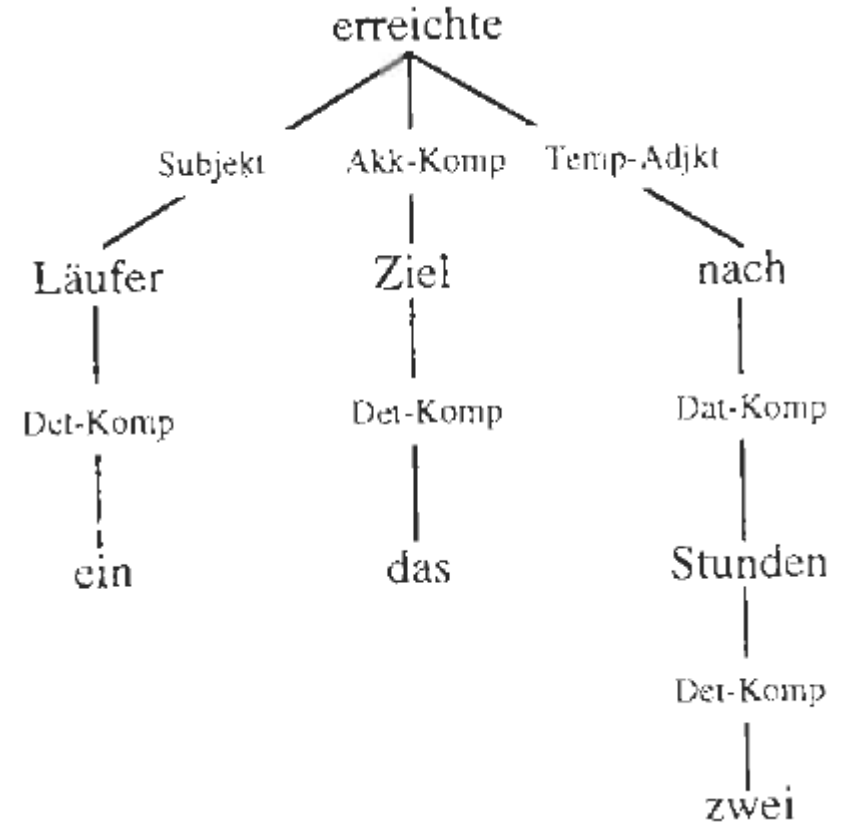 erreichte
Subjekt Akk-Komp Temp-Adjkt
Läufer Ziel nach
Det-Komp Det-Komp Dat-Komp
ein das Stunden
Det-Komp
zwei